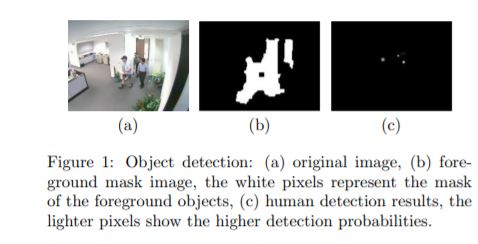 (a) (b) (c)
Figure 1: Object detection: (a) original image, (b) fore-
ground mask image, the white pixels represent the mask
of the foreground objects, (c) human detection results, the
lighter pixels show the higher detection probabilities.